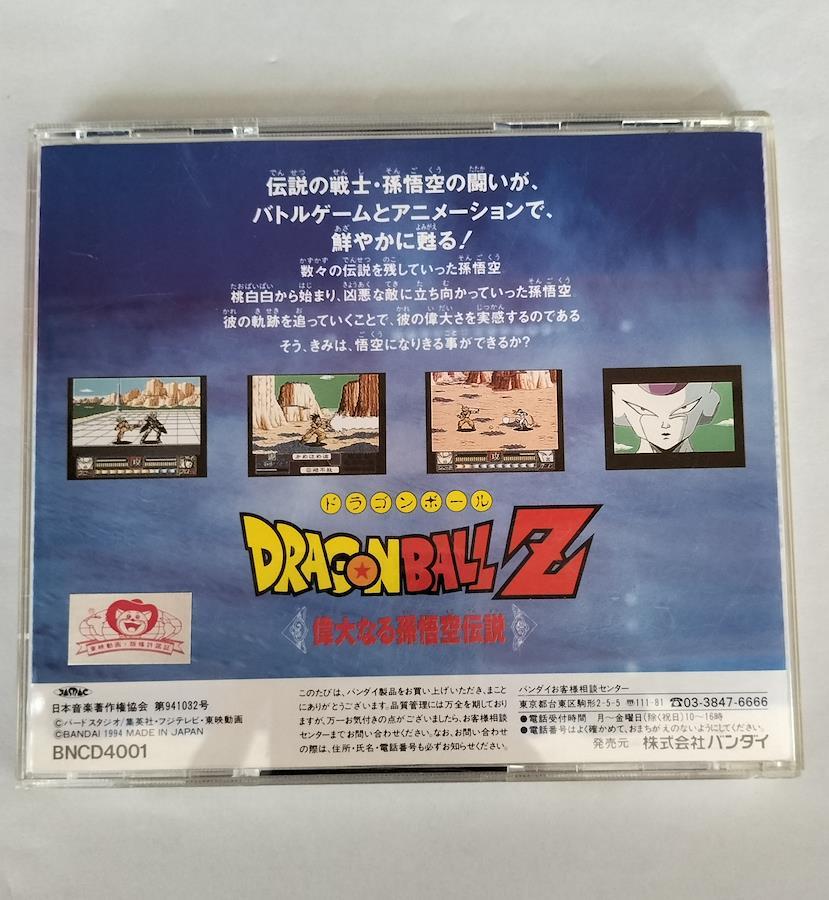 伝説の戦士・孫悟空の闘いが、
バトルゲームとアニメーションで、
鮮やかに甦る!
数々の伝説を残していった孫悟空
桃白白から始まり、凶悪な敵に立ち向かっていった孫悟空
彼の軌跡を追っていくことで、彼の偉大さを実感するのである
そう、きみは、悟空になりきる事ができるか?
かめはめ波
ドラゴンボール
DRAGONBALL Z
偉大なる孫悟空伝説
東映動画・版権許諾証
JASRAC
日本音楽著作権協会 第941032号
©バードスタジオ/集英社・フジテレビ・東映動画
©BANDAI 1994 MADE IN JAPAN
BNCD4001
このたびは、バンダイ製品をお買い上げいただき、まこと
にありがとうございます。品質管理には万全を期しており
ますが、万一お気付きの点がございましたら、お客様相談
センターまでお問い合わせください。なお、お問い合わせ
の際は、住所・氏名・電話番号も必ずお知らせください。
バンダイお客様相談センター
東京都台東区駒形2-5-5 〒111-81 ☎03-3847-6666
●電話受付時間 月~金曜日(除く祝日)10~16時
●電話番号はよく確かめて、おまちがえのないようにしてください。
発売元 株式会社バンダイ